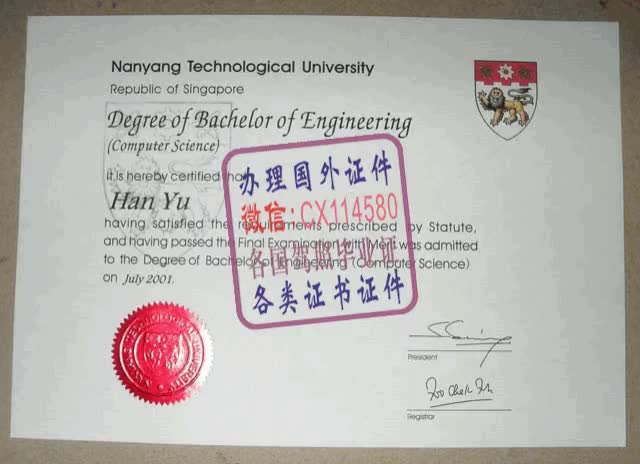 Nanyang Technological University
Republic of Singapore
Degree of Bachelor of Engineering
(Computer Science)
It is hereby certified that
Han Yu
having satisfied the requirements prescribed by Statute,
and having passed the Final Examination with Merit was admitted
to the Degree of Bachelor of Engineering (Computer Science)
on July 2001.
办理国外证件
微信:CX114580
各国驾照毕业证
各类证书证件
President
Registrar